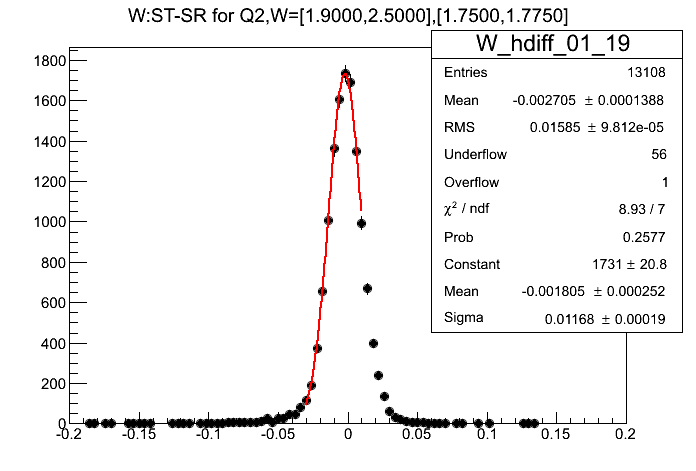 W:ST-SR for Q2,W=[1.9000,2.5000],[1.7500,1.7750]
W_hdiff_01_19
Entries 13108
Mean -0.002705 ± 0.0001388
RMS 0.01585 ± 9.812e-05
Underflow 56
Overflow 1
χ² / ndf 8.93 / 7
Prob 0.2577
Constant 1731 ± 20.8
Mean -0.001805 ± 0.000252
Sigma 0.01168 ± 0.00019
1800
1600
1400
1200
1000
800
600
400
200
0
-0.2 -0.15 -0.1 -0.05 0 0.05 0.1 0.15 0.2